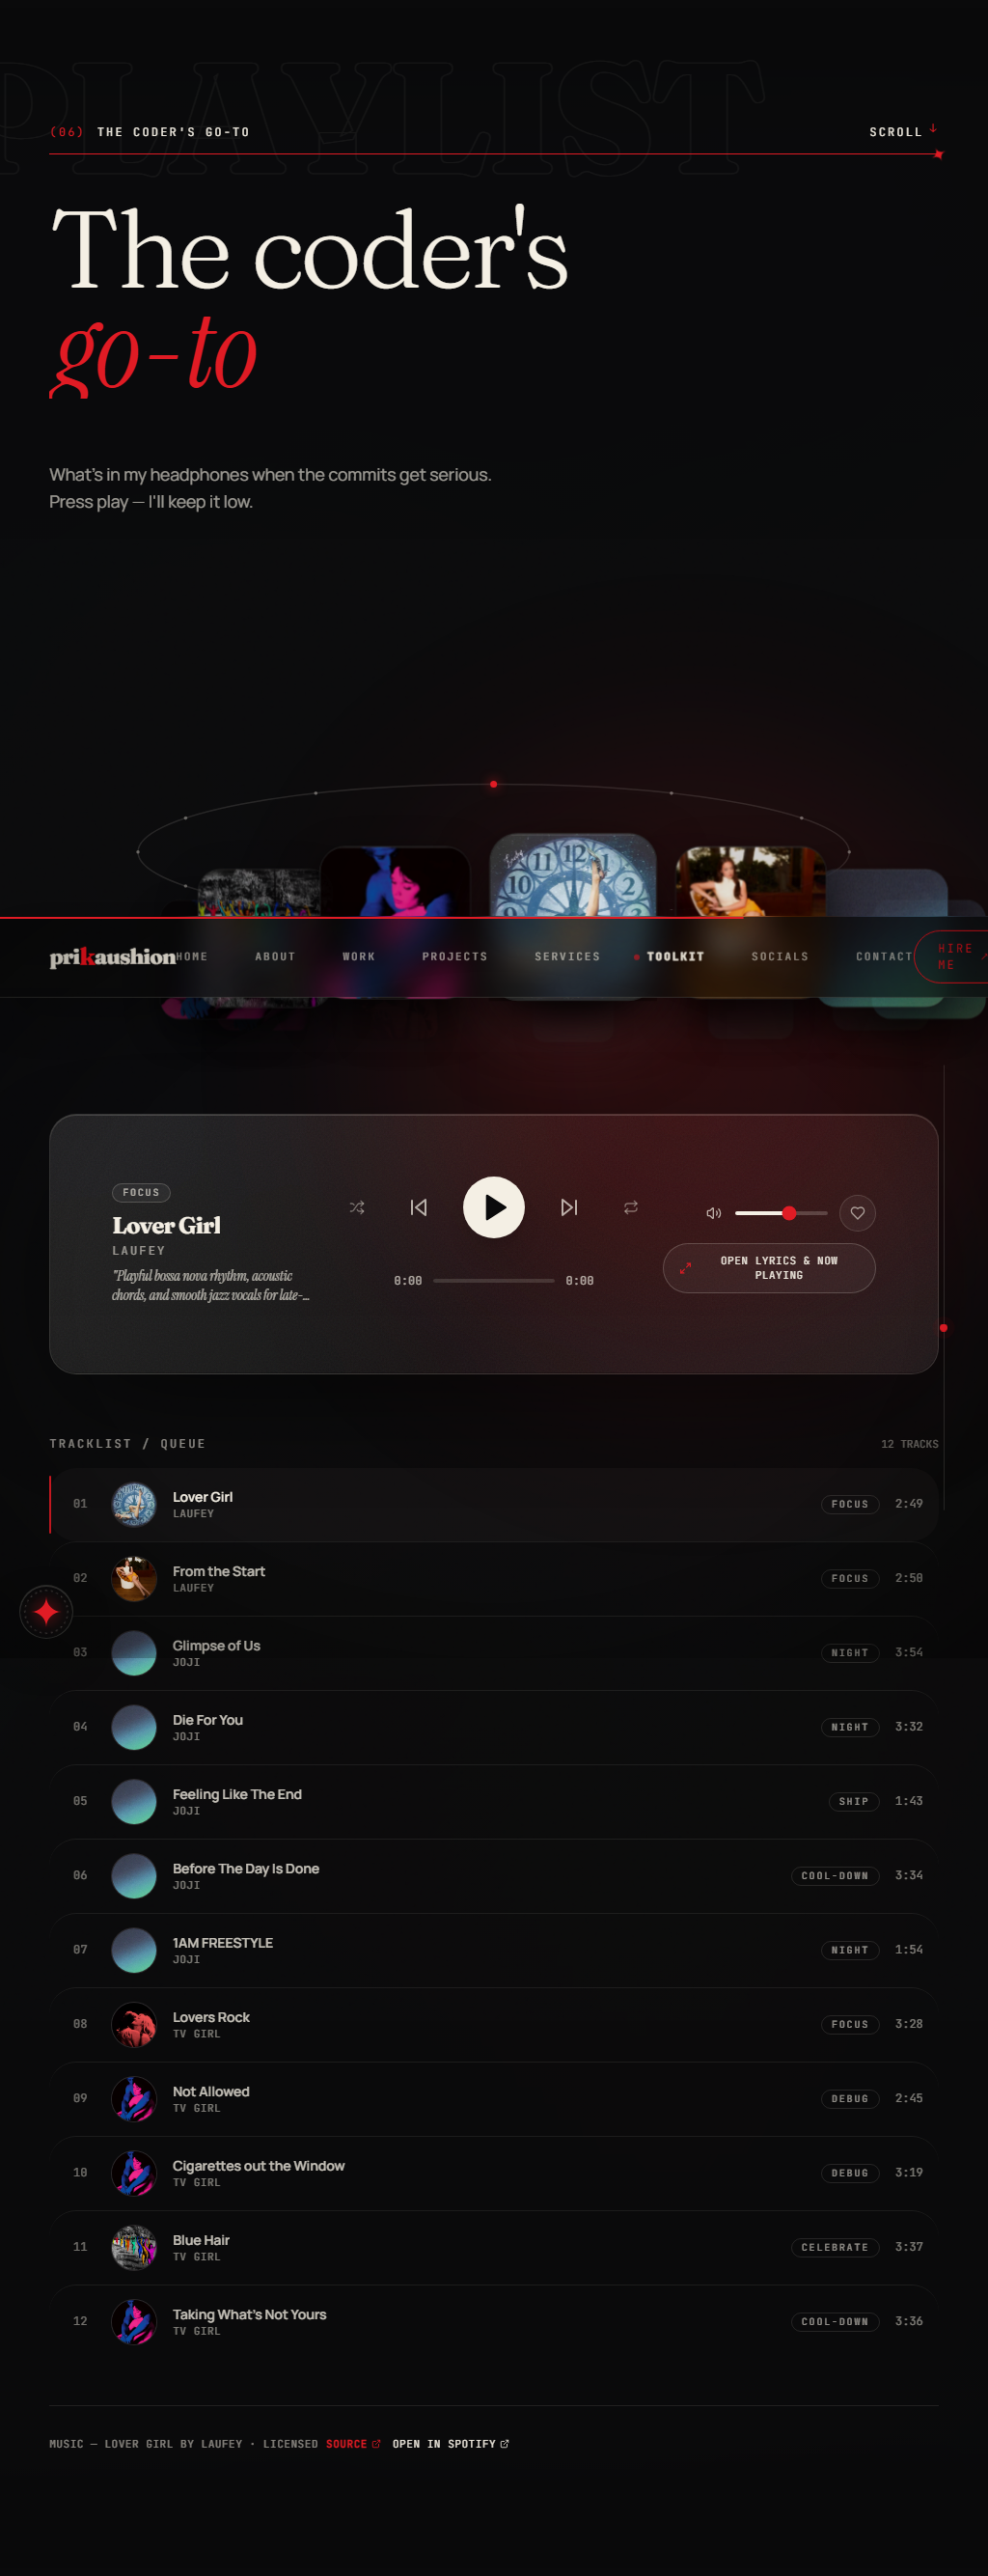 PLAYLIST
(06) THE CODER'S GO-TO
SCROLL ↓
The coder's
go-to
What's in my headphones when the commits get serious.
Press play — I'll keep it low.
prikaushion
HOME
ABOUT
WORK
PROJECTS
SERVICES
TOOLKIT
SOCIALS
CONTACT
HIRE
ME
FOCUS
Lover Girl
LAUFEY
"Playful bossa nova rhythm, acoustic
chords, and smooth jazz vocals for late-...
0:00
0:00
OPEN LYRICS & NOW
PLAYING
TRACKLIST / QUEUE
12 TRACKS
01 Lover Girl FOCUS 2:49
LAUFEY
02 From the Start FOCUS 2:50
LAUFEY
03 Glimpse of Us NIGHT 3:54
JOJI
04 Die For You NIGHT 3:32
JOJI
05 Feeling Like The End SHIP 1:43
JOJI
06 Before The Day Is Done COOL-DOWN 3:34
JOJI
07 1AM FREESTYLE NIGHT 1:54
JOJI
08 Lovers Rock FOCUS 3:28
TV GIRL
09 Not Allowed DEBUG 2:45
TV GIRL
10 Cigarettes out the Window DEBUG 3:19
TV GIRL
11 Blue Hair CELEBRATE 3:37
TV GIRL
12 Taking What's Not Yours COOL-DOWN 3:36
TV GIRL
MUSIC — LOVER GIRL BY LAUFEY · LICENSED SOURCE OPEN IN SPOTIFY